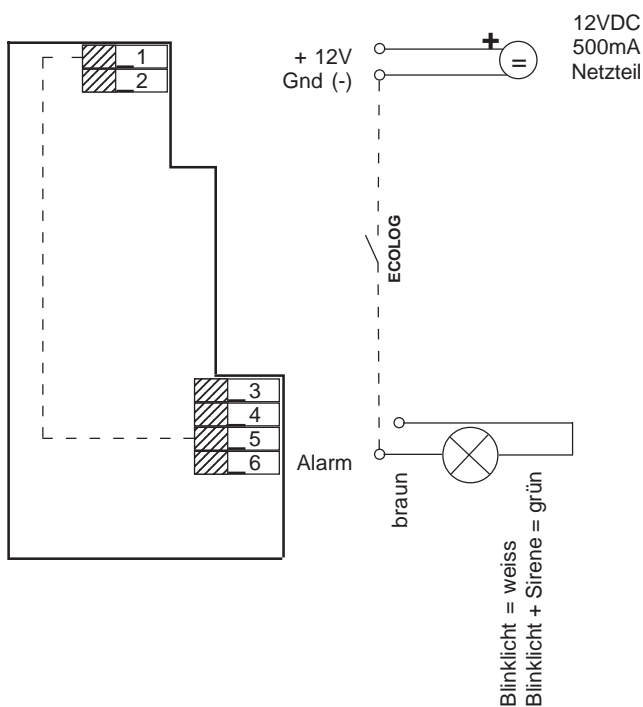 12VDC
500mA
Netzteil
+
=
+ 12V
Gnd (-)
1
2
ECOLOG
3
4
5
6
Alarm
braun
Blinklicht = weiss
Blinklicht + Sirene = grün